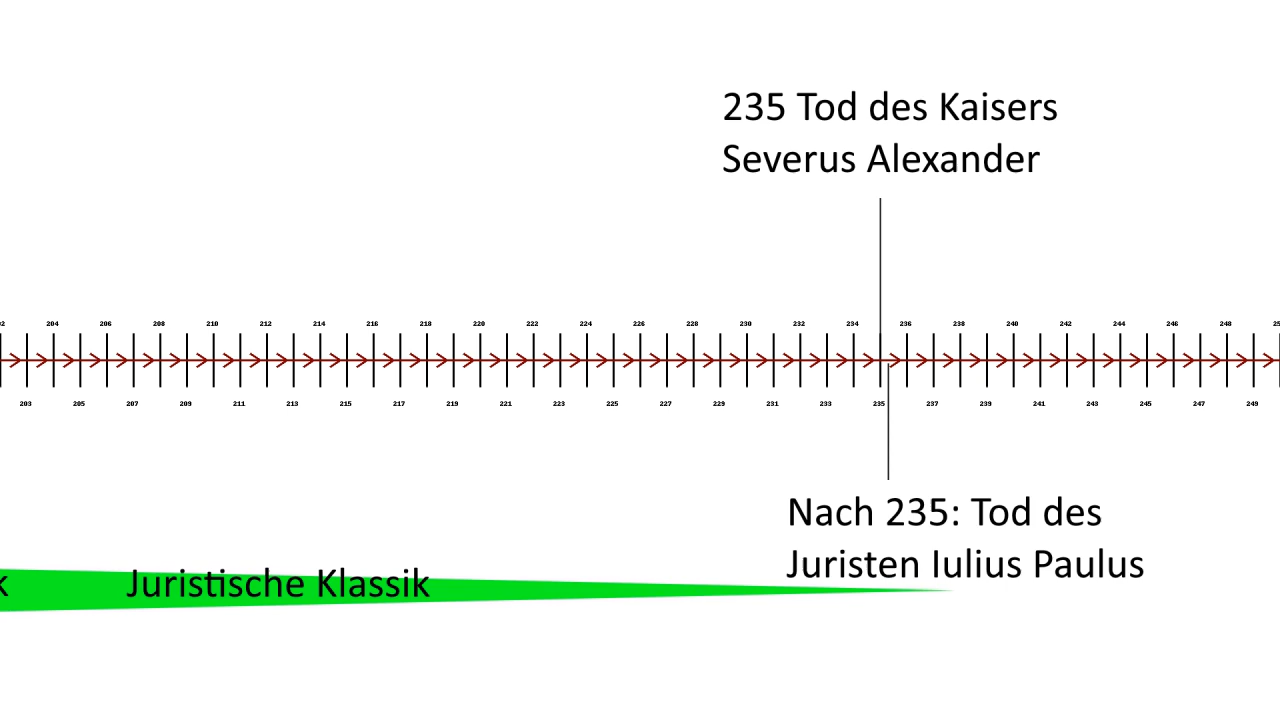 235 Tod des Kaisers
Severus Alexander
204 206 208 210 212 214 216 218 220 222 224 226 228 230 232 234 236 238 240 242 244 246 248
203 205 207 209 211 213 215 217 219 221 223 225 227 229 231 233 235 237 239 241 243 245 247 249
Nach 235: Tod des
Juristen Iulius Paulus
Juristische Klassik